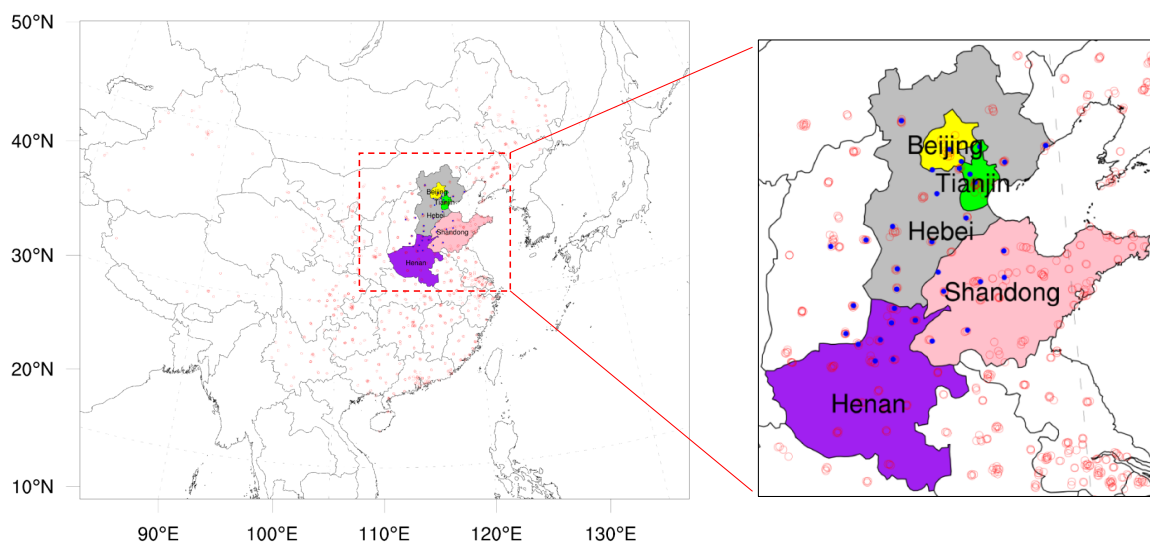 50°N
40°N
30°N
20°N
10°N
90°E
100°E
110°E
120°E
130°E
Beijing
Tianjin
Hebei
Shandong
Henan
Beijing
Tianjin
Hebei
Shandong
Henan